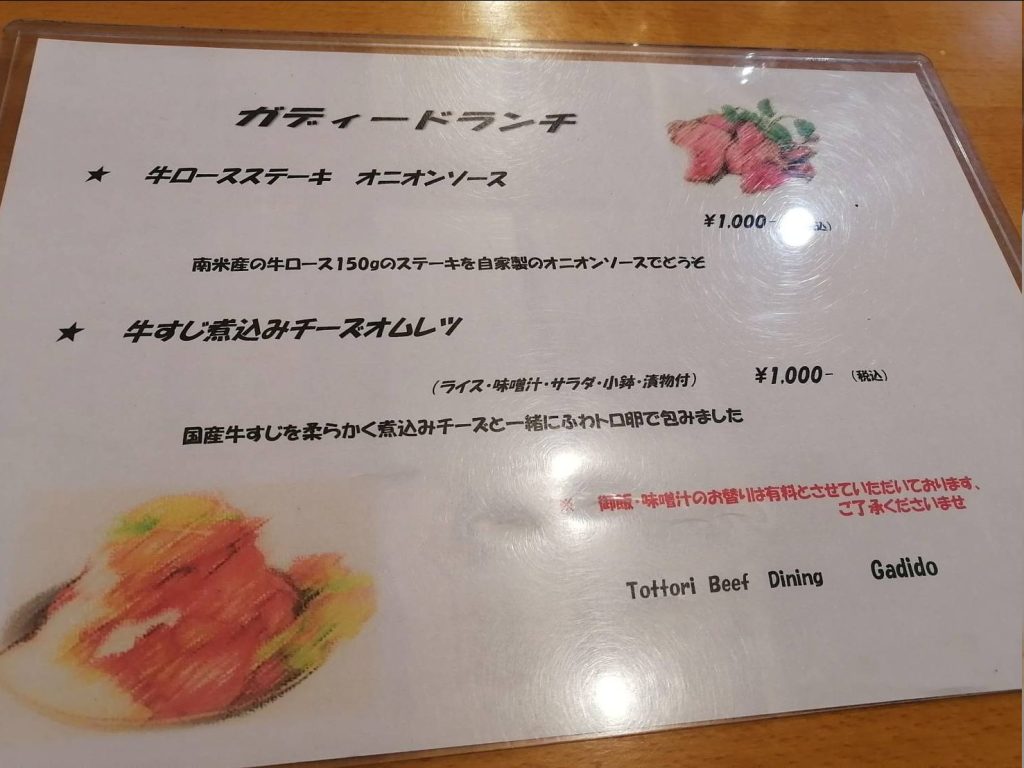 ガディードランチ
★ 牛ロースステーキ オニオンソース
¥1.000-
南米産の牛ロース150gのステーキを自家製のオニオンソースでどうぞ
★ 牛すじ煮込みチーズオムレツ
(ライス・味噌汁・サラダ・小鉢・漬物付) ¥1.000- (税込)
国産牛すじを柔らかく煮込みチーズと一緒にふわトロ卵で包みました
※ 御飯・味噌汁のお替りは有料とさせていただいております、
ご了承くださいませ
Tottori Beef Dining Gadido